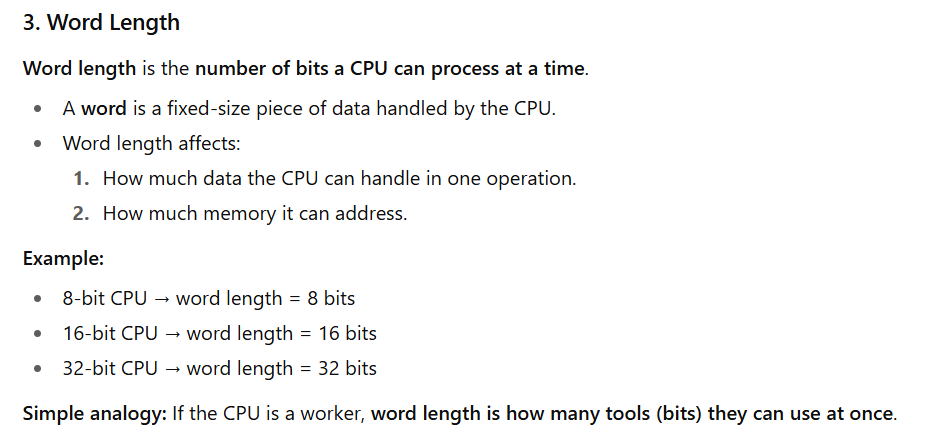 3. Word Length
Word length is the number of bits a CPU can process at a time.
• A word is a fixed-size piece of data handled by the CPU.
• Word length affects:
1. How much data the CPU can handle in one operation.
2. How much memory it can address.
Example:
• 8-bit CPU → word length = 8 bits
• 16-bit CPU → word length = 16 bits
• 32-bit CPU → word length = 32 bits
Simple analogy: If the CPU is a worker, word length is how many tools (bits) they can use at once.